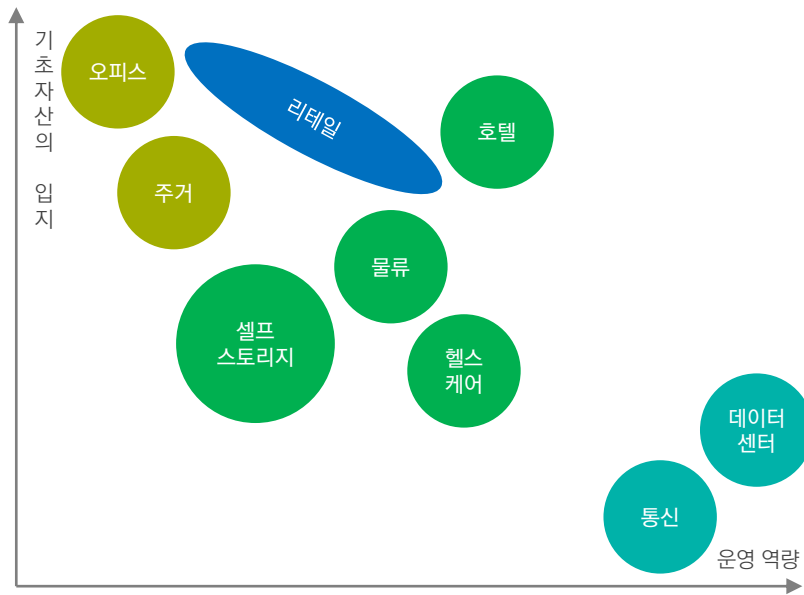 기초자산의 입지
오피스
리테일
호텔
주거
물류
셀프
스토리지
헬스
케어
데이터
센터
통신
운영 역량